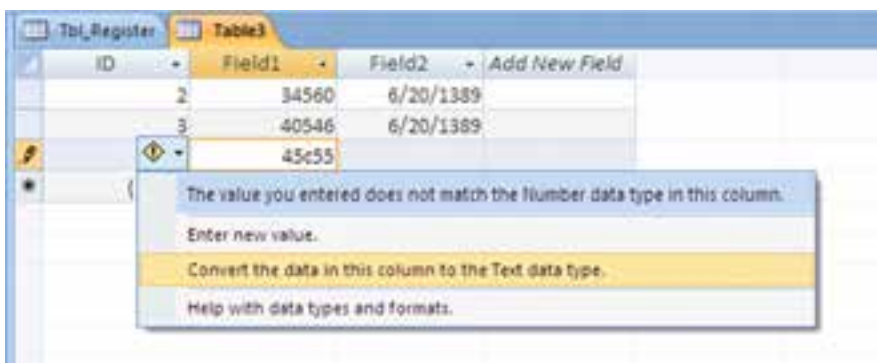 Tbl_Register Table3
ID Field1 Field2 Add New Field
2 34560 6/20/1389
3 40546 6/20/1389
45c55
(
The value you entered does not match the Number data type in this column.
Enter new value.
Convert the data in this column to the Text data type.
Help with data types and formats.